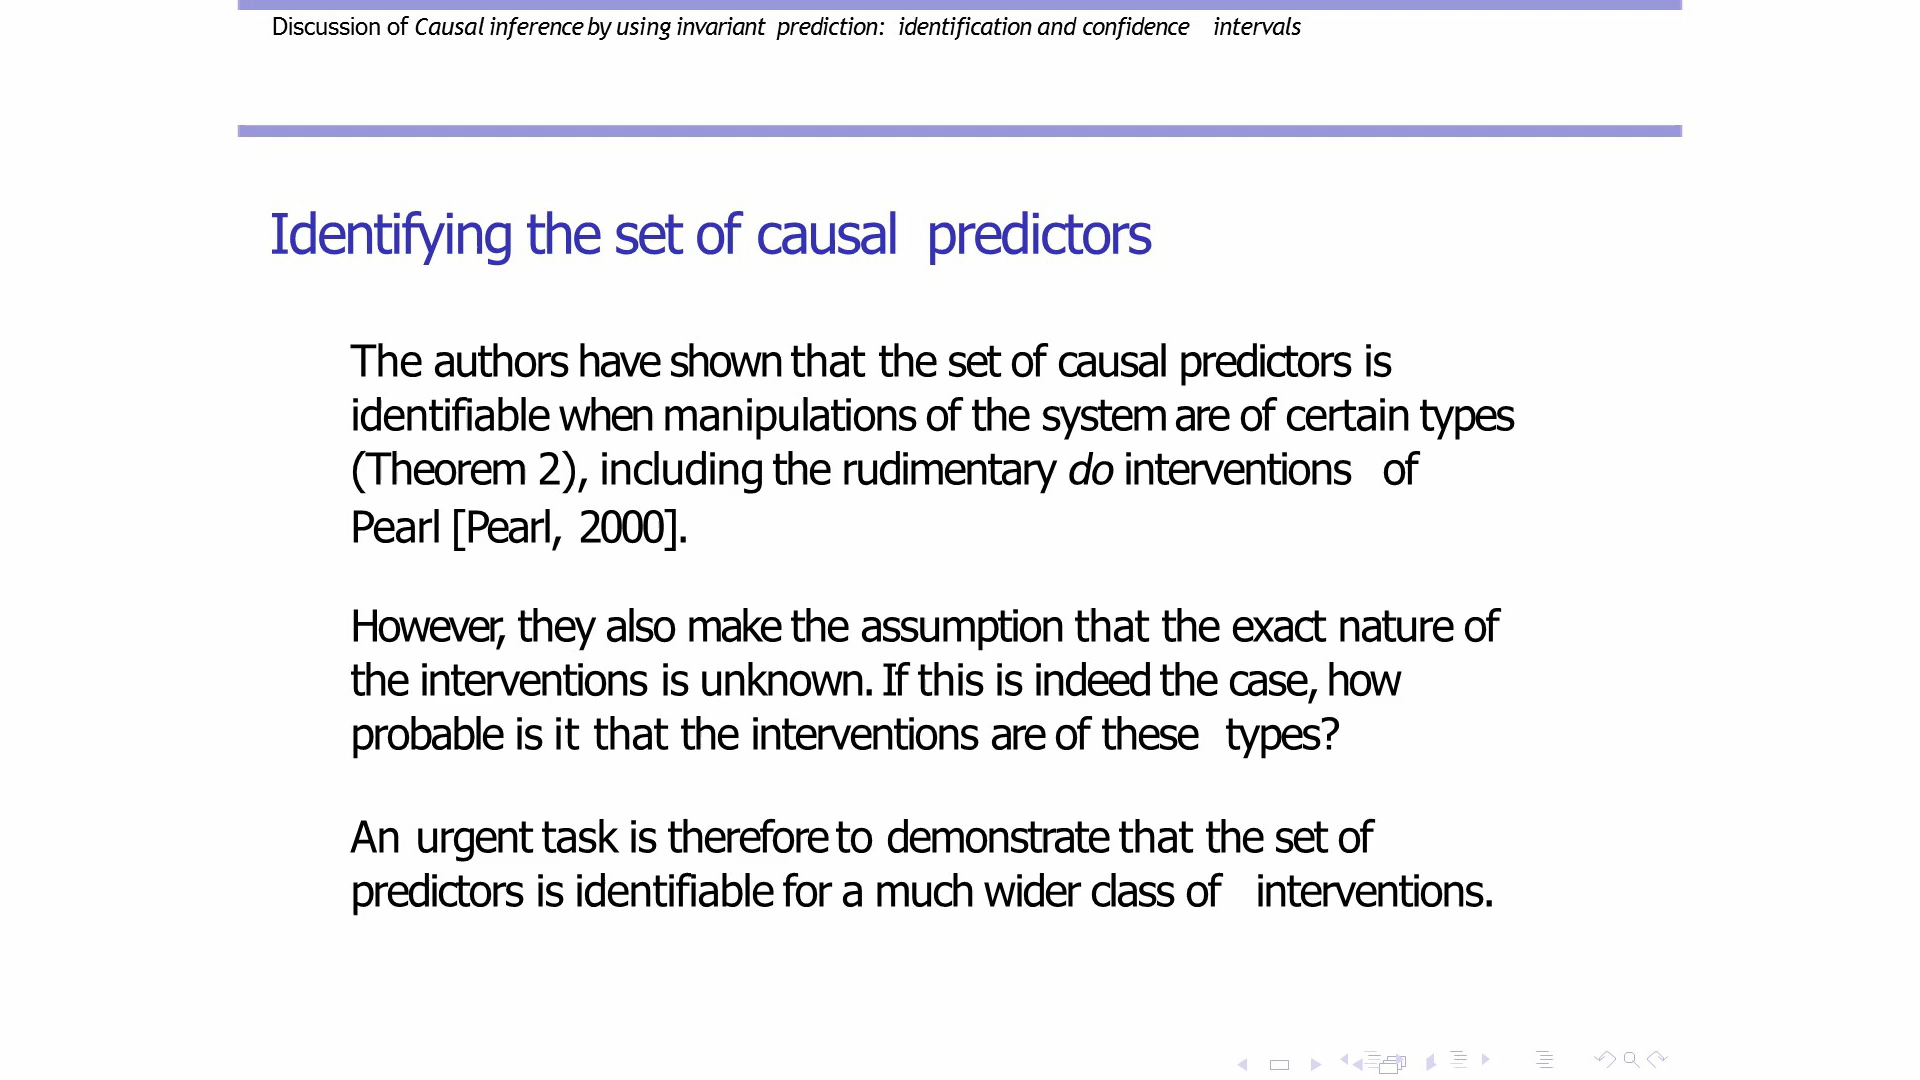 Discussion of Causal inference by using invariant prediction: identification and confidence intervals
Identifying the set of causal predictors
The authors have shown that the set of causal predictors is
identifiable when manipulations of the system are of certain types
(Theorem 2), including the rudimentary do interventions of
Pearl [Pearl, 2000].
However, they also make the assumption that the exact nature of
the interventions is unknown. If this is indeed the case, how
probable is it that the interventions are of these types?
An urgent task is therefore to demonstrate that the set of
predictors is identifiable for a much wider class of interventions.